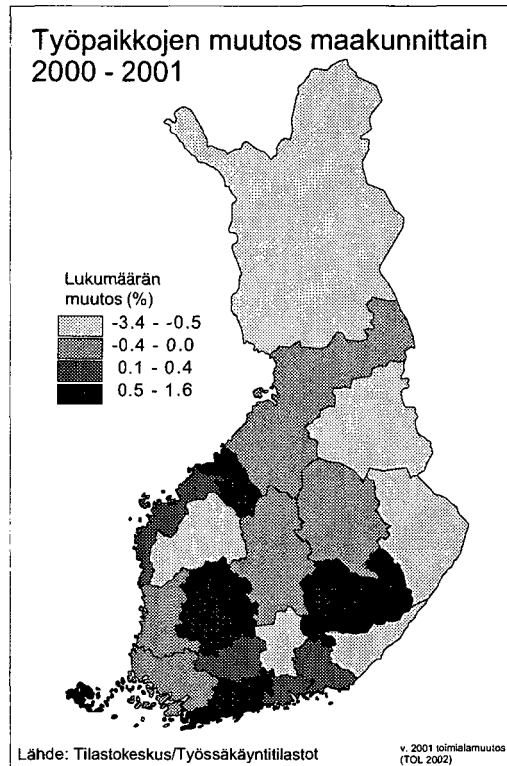 Työpaikkojen muutos maakunnittain
2000 - 2001
Lukumäärän
muutos (%)
-3.4 - -0.5
-0.4 - 0.0
0.1 - 0.4
0.5 - 1.6
Lähde: Tilastokeskus/Työssäkäyntitilastot
v. 2001 toimialamuutos
(TOL 2002)